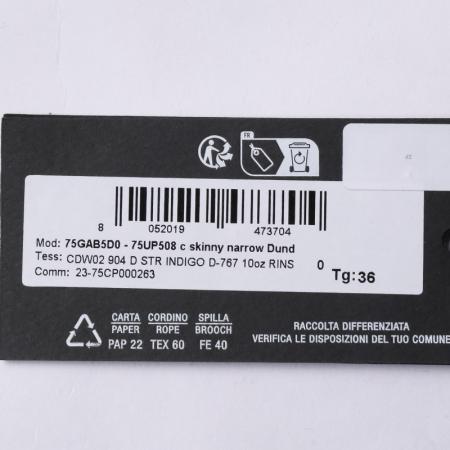 FR
8 052019 473704
Mod: 75GAB5D0 - 75UP508 c skinny narrow Dund
Tess: CDW02 904 D STR INDIGO D-767 10oz RINS 0
Comm: 23-75CP000263
Tg:36
CARTA CORDINO SPILLA
PAPER ROPE BROOCH
PAP 22 TEX 60 FE 40
RACCOLTA DIFFERENZIATA
VERIFICA LE DISPOSIZIONI DEL TUO COMUNE